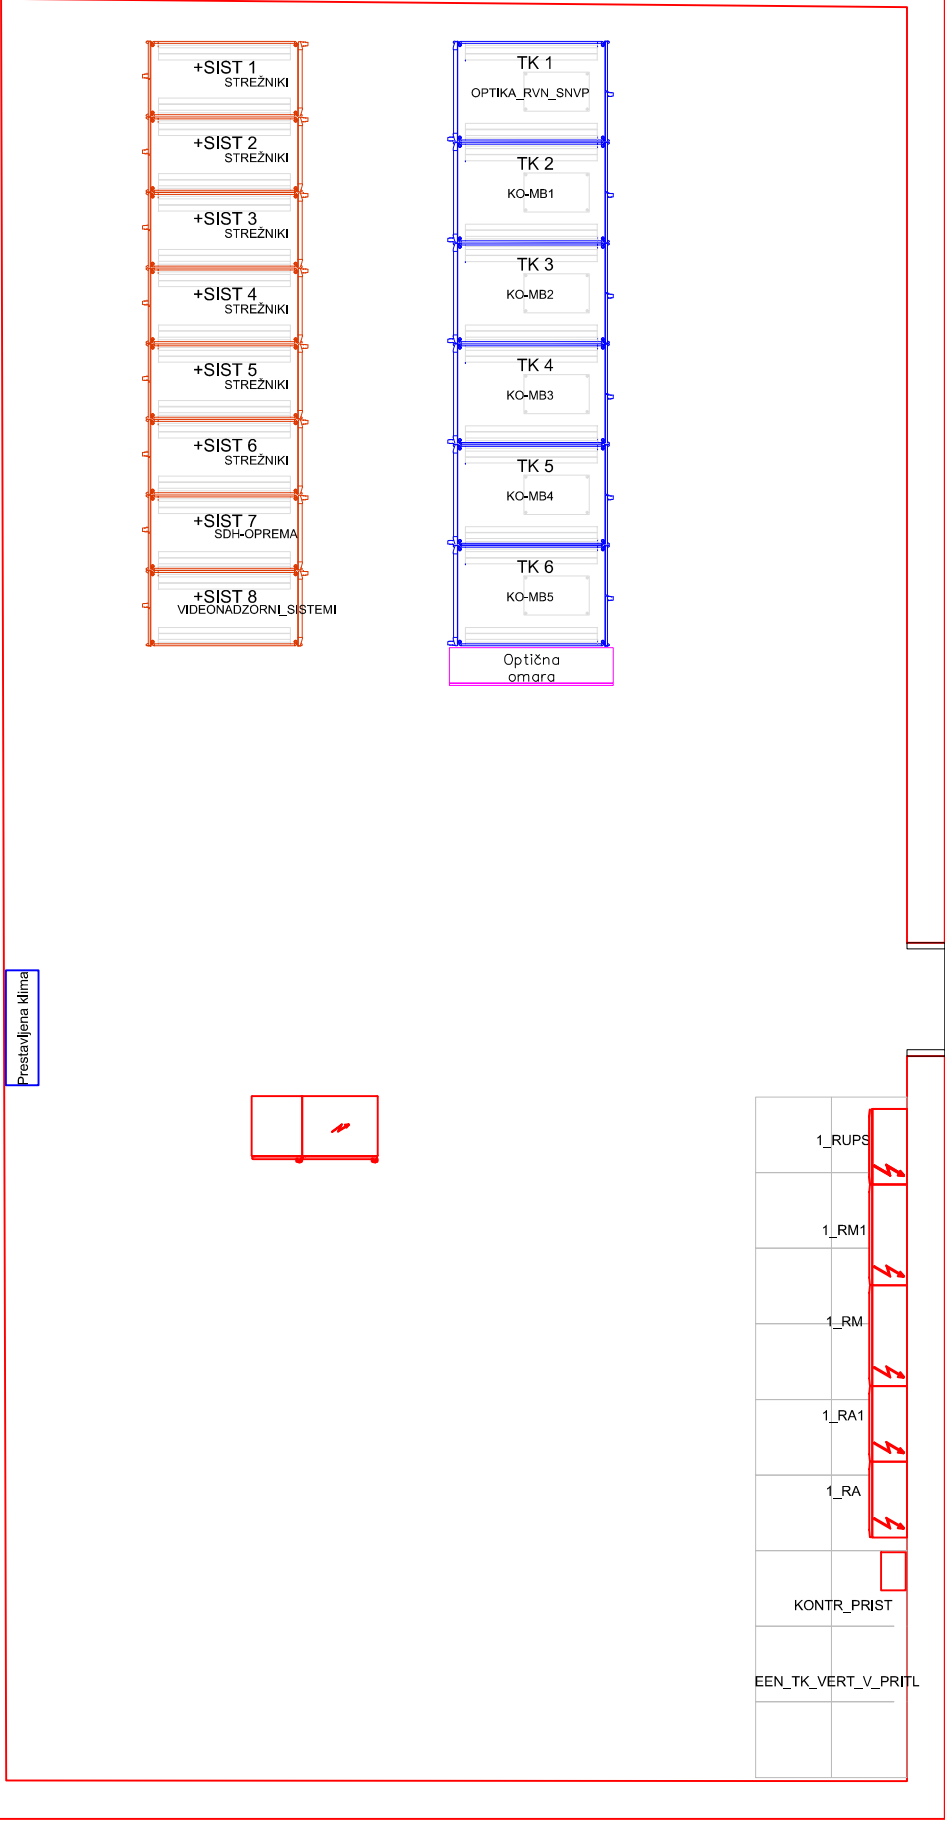 +SIST 1
STREŽNIKI
+SIST 2
STREŽNIKI
+SIST 3
STREŽNIKI
+SIST 4
STREŽNIKI
+SIST 5
STREŽNIKI
+SIST 6
STREŽNIKI
+SIST 7
SDH-OPREMA
+SIST 8
VIDEONADZORNI_SISTEMI
TK 1
OPTIKA_RVN_SNVP
TK 2
KO-MB1
TK 3
KO-MB2
TK 4
KO-MB3
TK 5
KO-MB4
TK 6
KO-MB5
Optična
omara
Prestavljena klima
1_RUPS
1_RM1
1_RM
1_RA1
1_RA
KONTR_PRIST
EEN_TK_VERT_V_PRITL